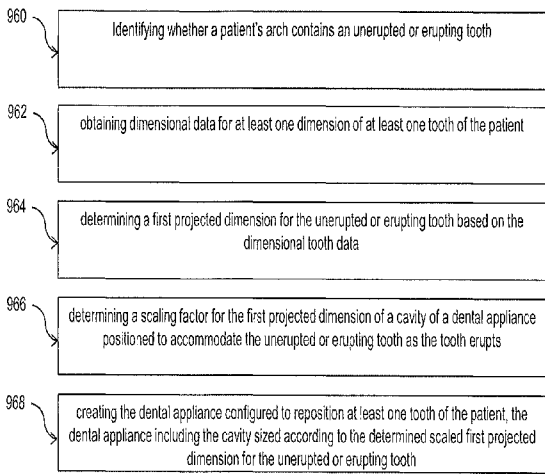 960
Identifying whether a patient's arch contains an unerupted or erupting tooth
962
obtaining dimensional data for at least one dimension of at least one tooth of the patient
964
determining a first projected dimension for the unerupted or erupting tooth based on the
dimensional tooth data
966
determining a scaling factor for the first projected dimension of a cavity of a dental appliance
positioned to accommodate the unerupted or erupting tooth as the tooth erupts
968
creating the dental appliance configured to reposition at least one tooth of the patient, the
dental appliance including the cavity sized according to the determined scaled first projected
dimension for the unerupted or erupting tooth